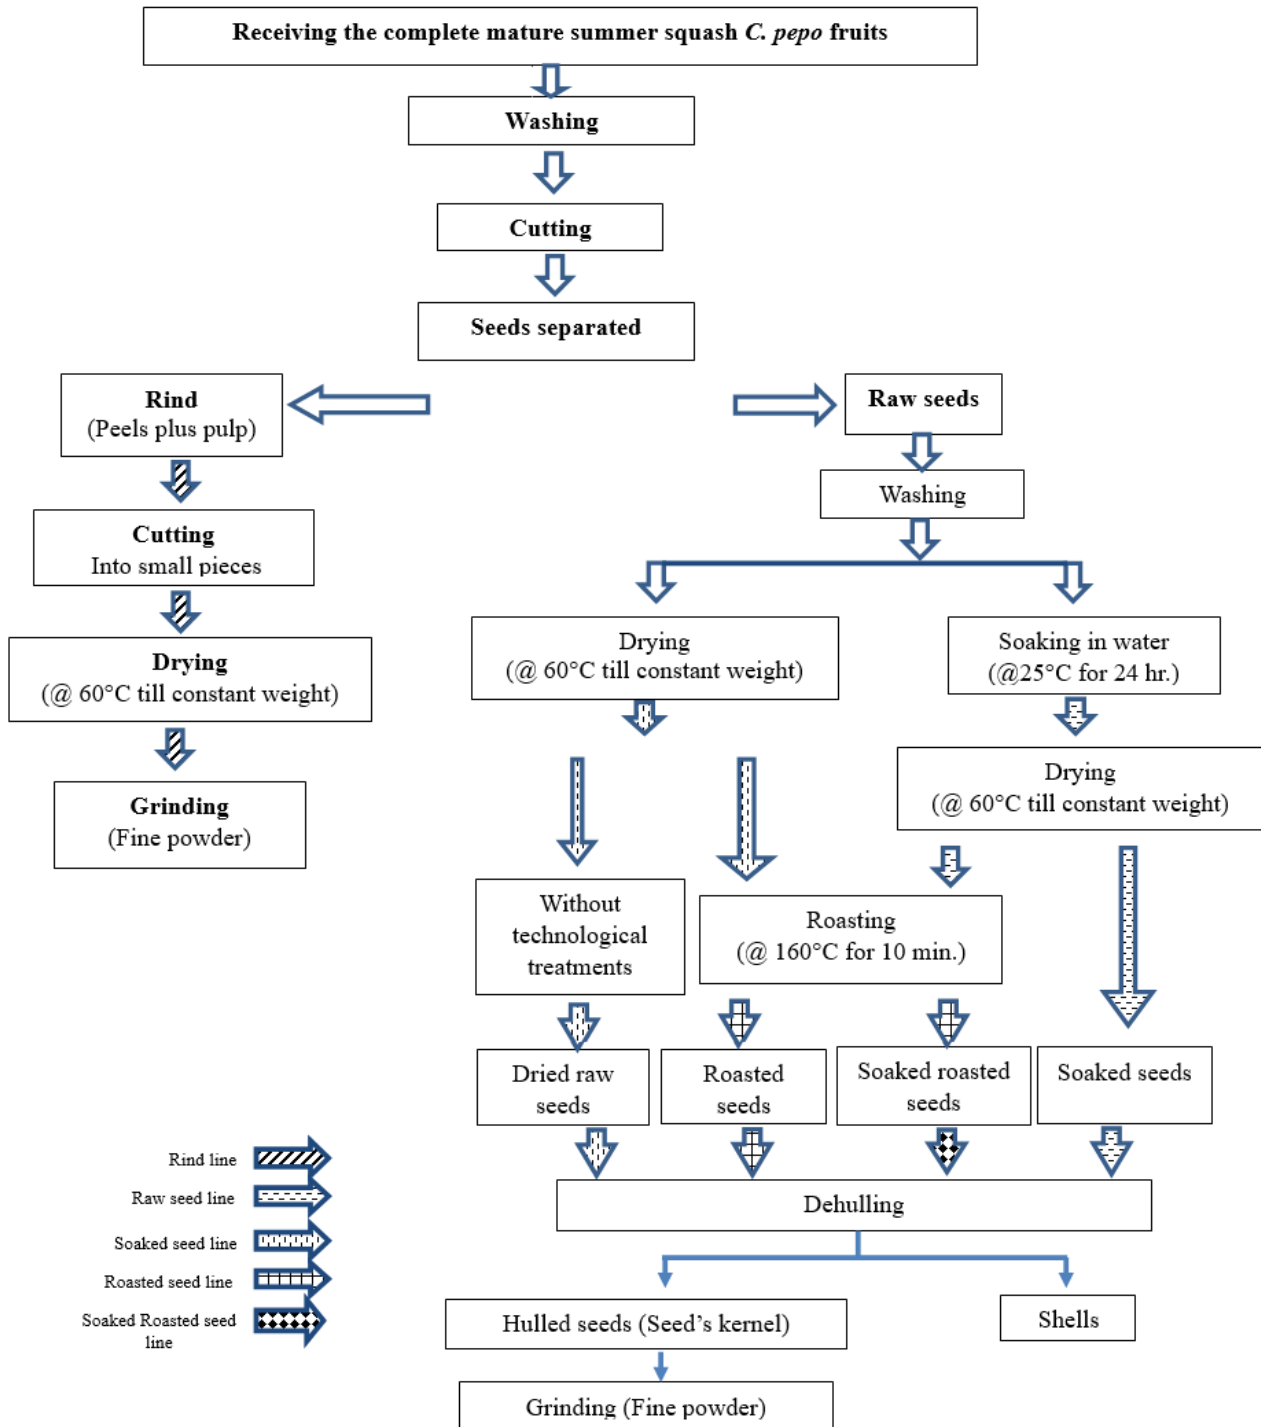 Receiving the complete mature summer squash C. pepo fruits
Washing
Cutting
Seeds separated
Rind
(Peels plus pulp)
Raw seeds
Washing
Cutting
Into small pieces
Drying
(@ 60°C till constant weight)
Grinding
(Fine powder)
Drying
(@ 60°C till constant weight)
Soaking in water
(@25°C for 24 hr.)
Drying
(@ 60°C till constant weight)
Without
technological
treatments
Roasting
(@ 160°C for 10 min.)
Dried raw
seeds
Roasted
seeds
Soaked roasted
seeds
Soaked seeds
Dehulling
Hulled seeds (Seed's kernel)
Shells
Grinding (Fine powder)
Rind line
Raw seed line
Soaked seed line
Roasted seed line
Soaked Roasted seed
line